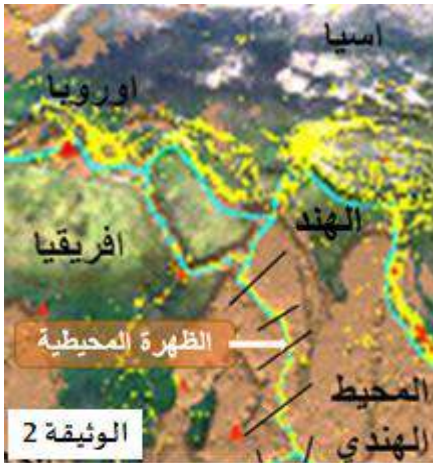 اسيا
اوروبا
الهند
افريقيا
الظهرة المحيطية
المحيط
الهندي
الوثيقة 2